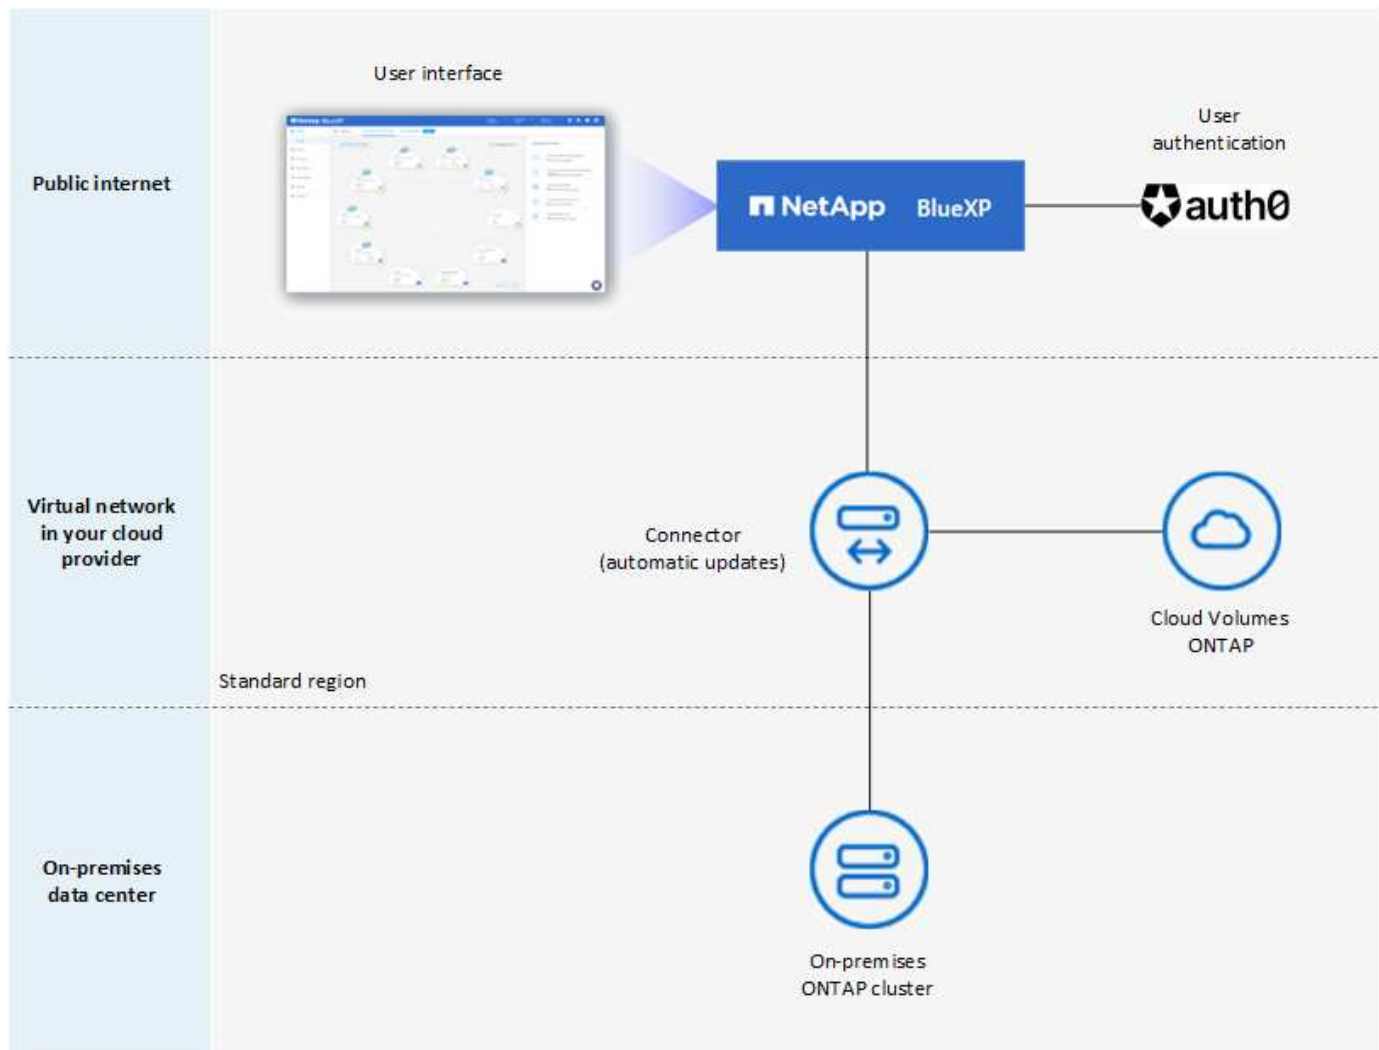 User interface
User
authentication
Public internet
NetApp BlueXP
auth0
Virtual network
in your cloud
provider
Connector
(automatic updates)
Cloud Volumes
ONTAP
Standard region
On-premises
data center
On-premises
ONTAP cluster